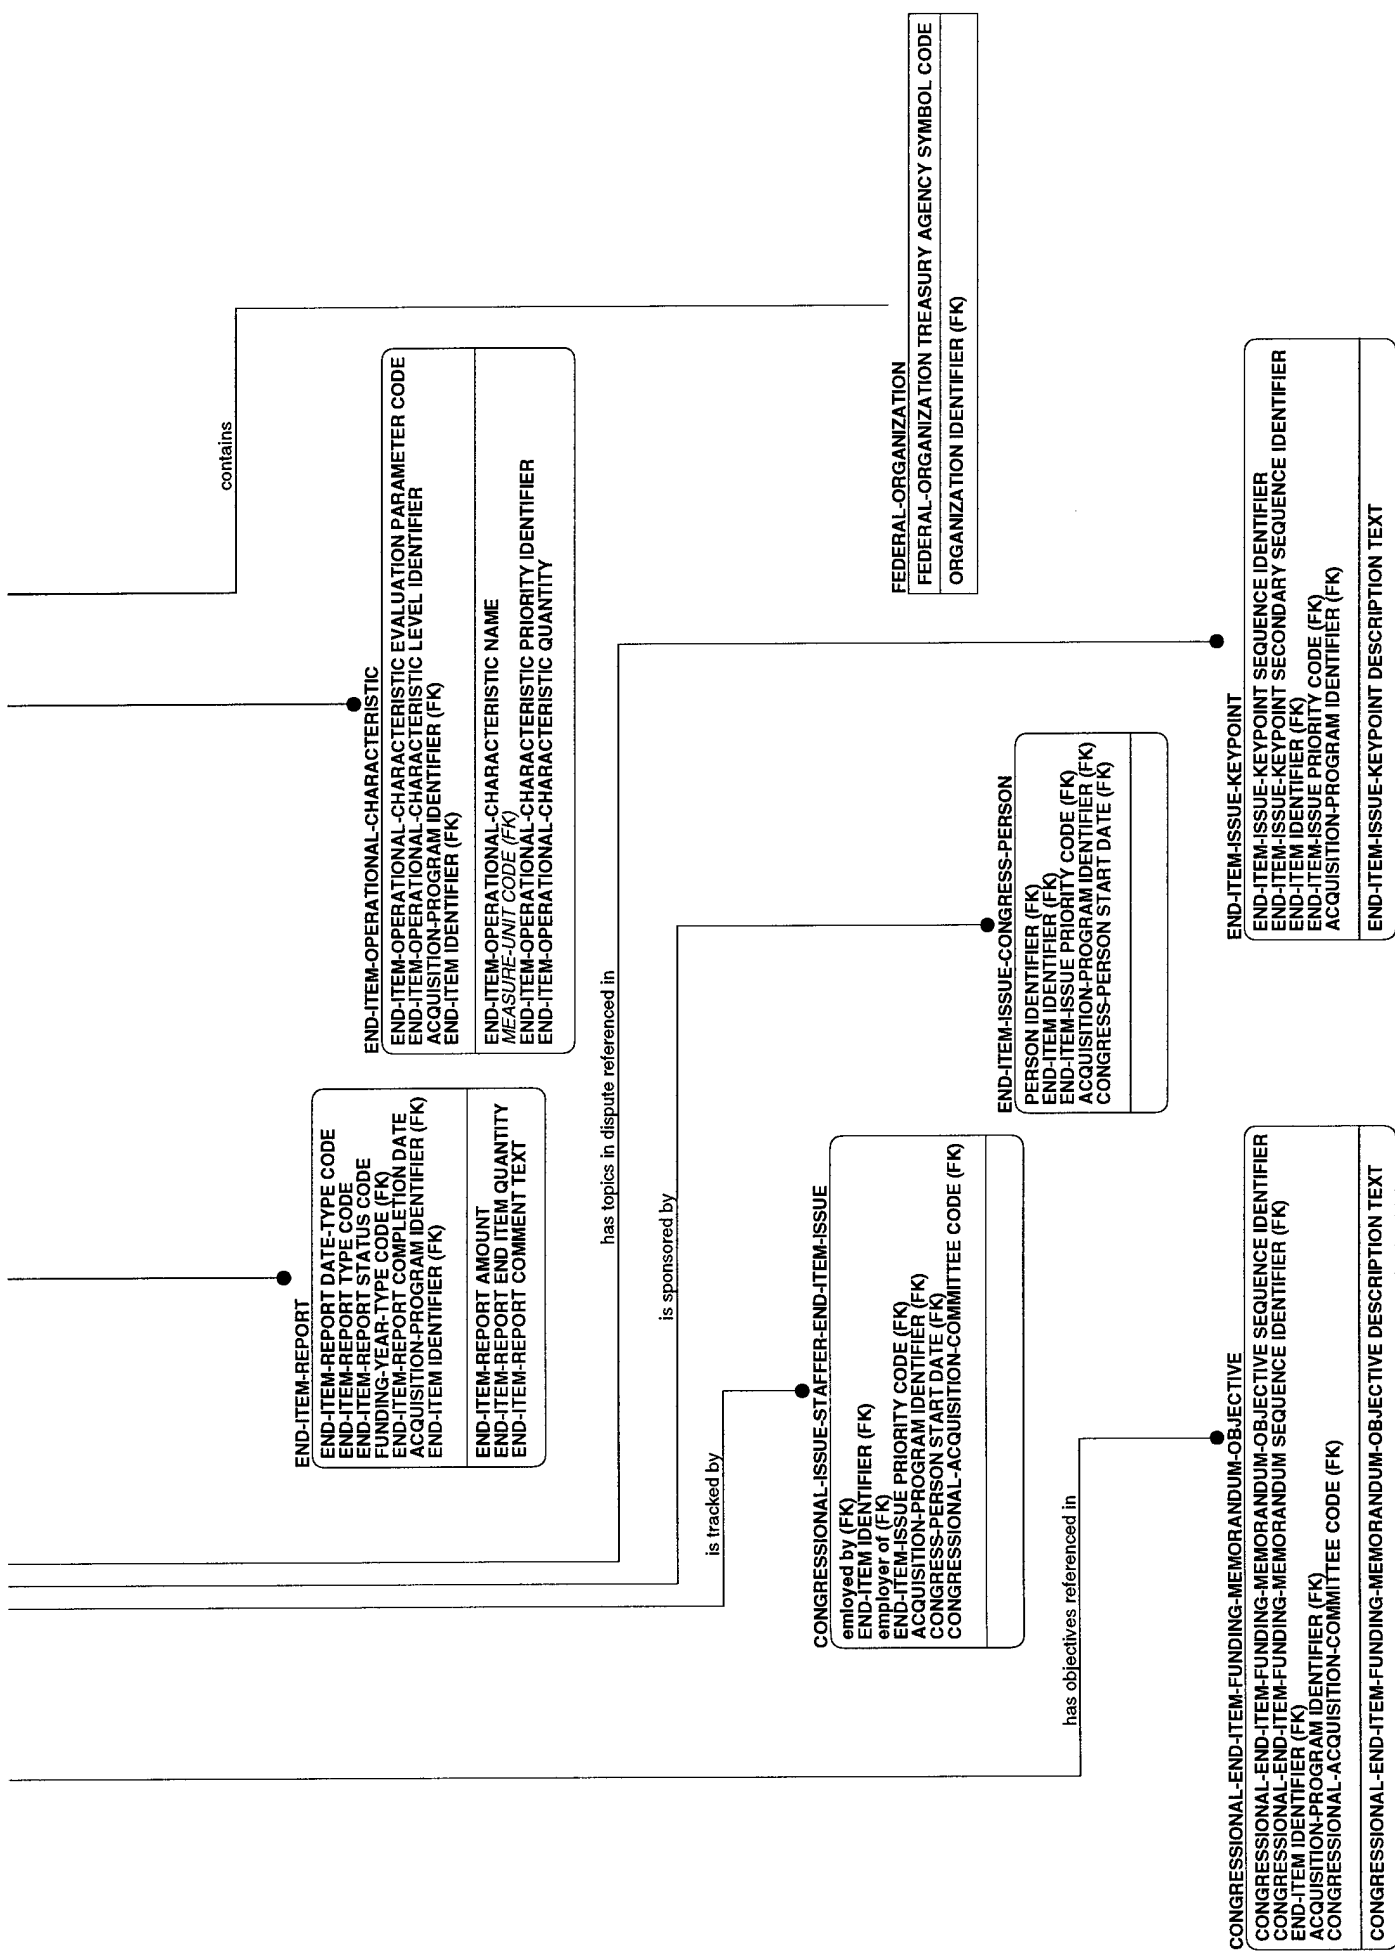 contains
END-ITEM-OPERATIONAL-CHARACTERISTIC
END-ITEM-OPERATIONAL-CHARACTERISTIC EVALUATION PARAMETER CODE
END-ITEM-OPERATIONAL-CHARACTERISTIC LEVEL IDENTIFIER
ACQUISITION-PROGRAM IDENTIFIER (FK)
END-ITEM IDENTIFIER (FK)
END-ITEM-OPERATIONAL-CHARACTERISTIC NAME
MEASURE-UNIT CODE (FK)
END-ITEM-OPERATIONAL-CHARACTERISTIC PRIORITY IDENTIFIER
END-ITEM-OPERATIONAL-CHARACTERISTIC QUANTITY
END-ITEM-REPORT
END-ITEM-REPORT DATE-TYPE CODE
END-ITEM-REPORT TYPE CODE
END-ITEM-REPORT STATUS CODE
FUNDING-YEAR-TYPE CODE (FK)
END-ITEM-REPORT COMPLETION DATE
ACQUISITION-PROGRAM IDENTIFIER (FK)
END-ITEM IDENTIFIER (FK)
END-ITEM-REPORT AMOUNT
END-ITEM-REPORT END ITEM QUANTITY
END-ITEM-REPORT COMMENT TEXT
has topics in dispute referenced in
is sponsored by
is tracked by
FEDERAL-ORGANIZATION
FEDERAL-ORGANIZATION TREASURY AGENCY SYMBOL CODE
ORGANIZATION IDENTIFIER (FK)
CONGRESSIONAL-ISSUE-STAFFER-END-ITEM-ISSUE
emloyed by (FK)
END-ITEM IDENTIFIER (FK)
employer of (FK)
END-ITEM-ISSUE PRIORITY CODE (FK)
ACQUISITION-PROGRAM IDENTIFIER (FK)
CONGRESS-PERSON START DATE (FK)
CONGRESSIONAL-ACQUISITION-COMMITTEE CODE (FK)
END-ITEM-ISSUE-CONGRESS-PERSON
PERSON IDENTIFIER (FK)
END-ITEM IDENTIFIER (FK)
END-ITEM-ISSUE PRIORITY CODE (FK)
ACQUISITION-PROGRAM IDENTIFIER (FK)
CONGRESS-PERSON START DATE (FK)
has objectives referenced in
CONGRESSIONAL-END-ITEM-FUNDING-MEMORANDUM-OBJECTIVE
CONGRESSIONAL-END-ITEM-FUNDING-MEMORANDUM-OBJECTIVE SEQUENCE IDENTIFIER
CONGRESSIONAL-END-ITEM-FUNDING-MEMORANDUM SEQUENCE IDENTIFIER (FK)
END-ITEM IDENTIFIER (FK)
ACQUISITION-PROGRAM IDENTIFIER (FK)
CONGRESSIONAL-ACQUISITION-COMMITTEE CODE (FK)
CONGRESSIONAL-END-ITEM-FUNDING-MEMORANDUM-OBJECTIVE DESCRIPTION TEXT
END-ITEM-ISSUE-KEYPOINT
END-ITEM-ISSUE-KEYPOINT SEQUENCE IDENTIFIER
END-ITEM-ISSUE-KEYPOINT SECONDARY SEQUENCE IDENTIFIER
END-ITEM IDENTIFIER (FK)
END-ITEM-ISSUE PRIORITY CODE (FK)
ACQUISITION-PROGRAM IDENTIFIER (FK)
END-ITEM-ISSUE-KEYPOINT DESCRIPTION TEXT